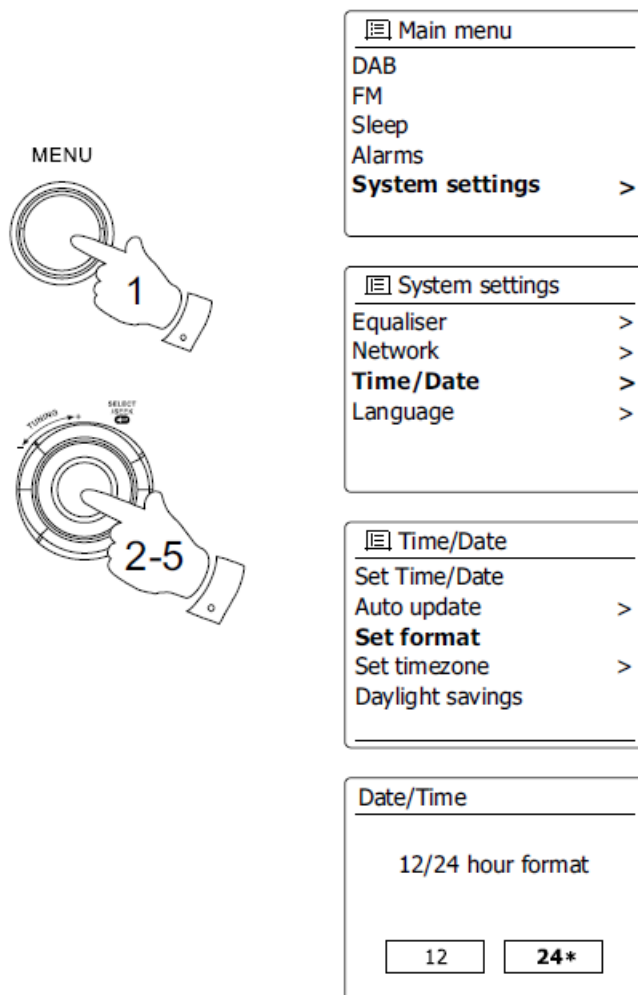 MENU
1
TUNING
- +
SELECT
ISEEK
2-5
Main menu
DAB
FM
Sleep
Alarms
System settings >
System settings
Equaliser >
Network >
Time/Date >
Language >
Time/Date
Set Time/Date
Auto update >
Set format
Set timezone >
Daylight savings
Date/Time
12/24 hour format
12 24*